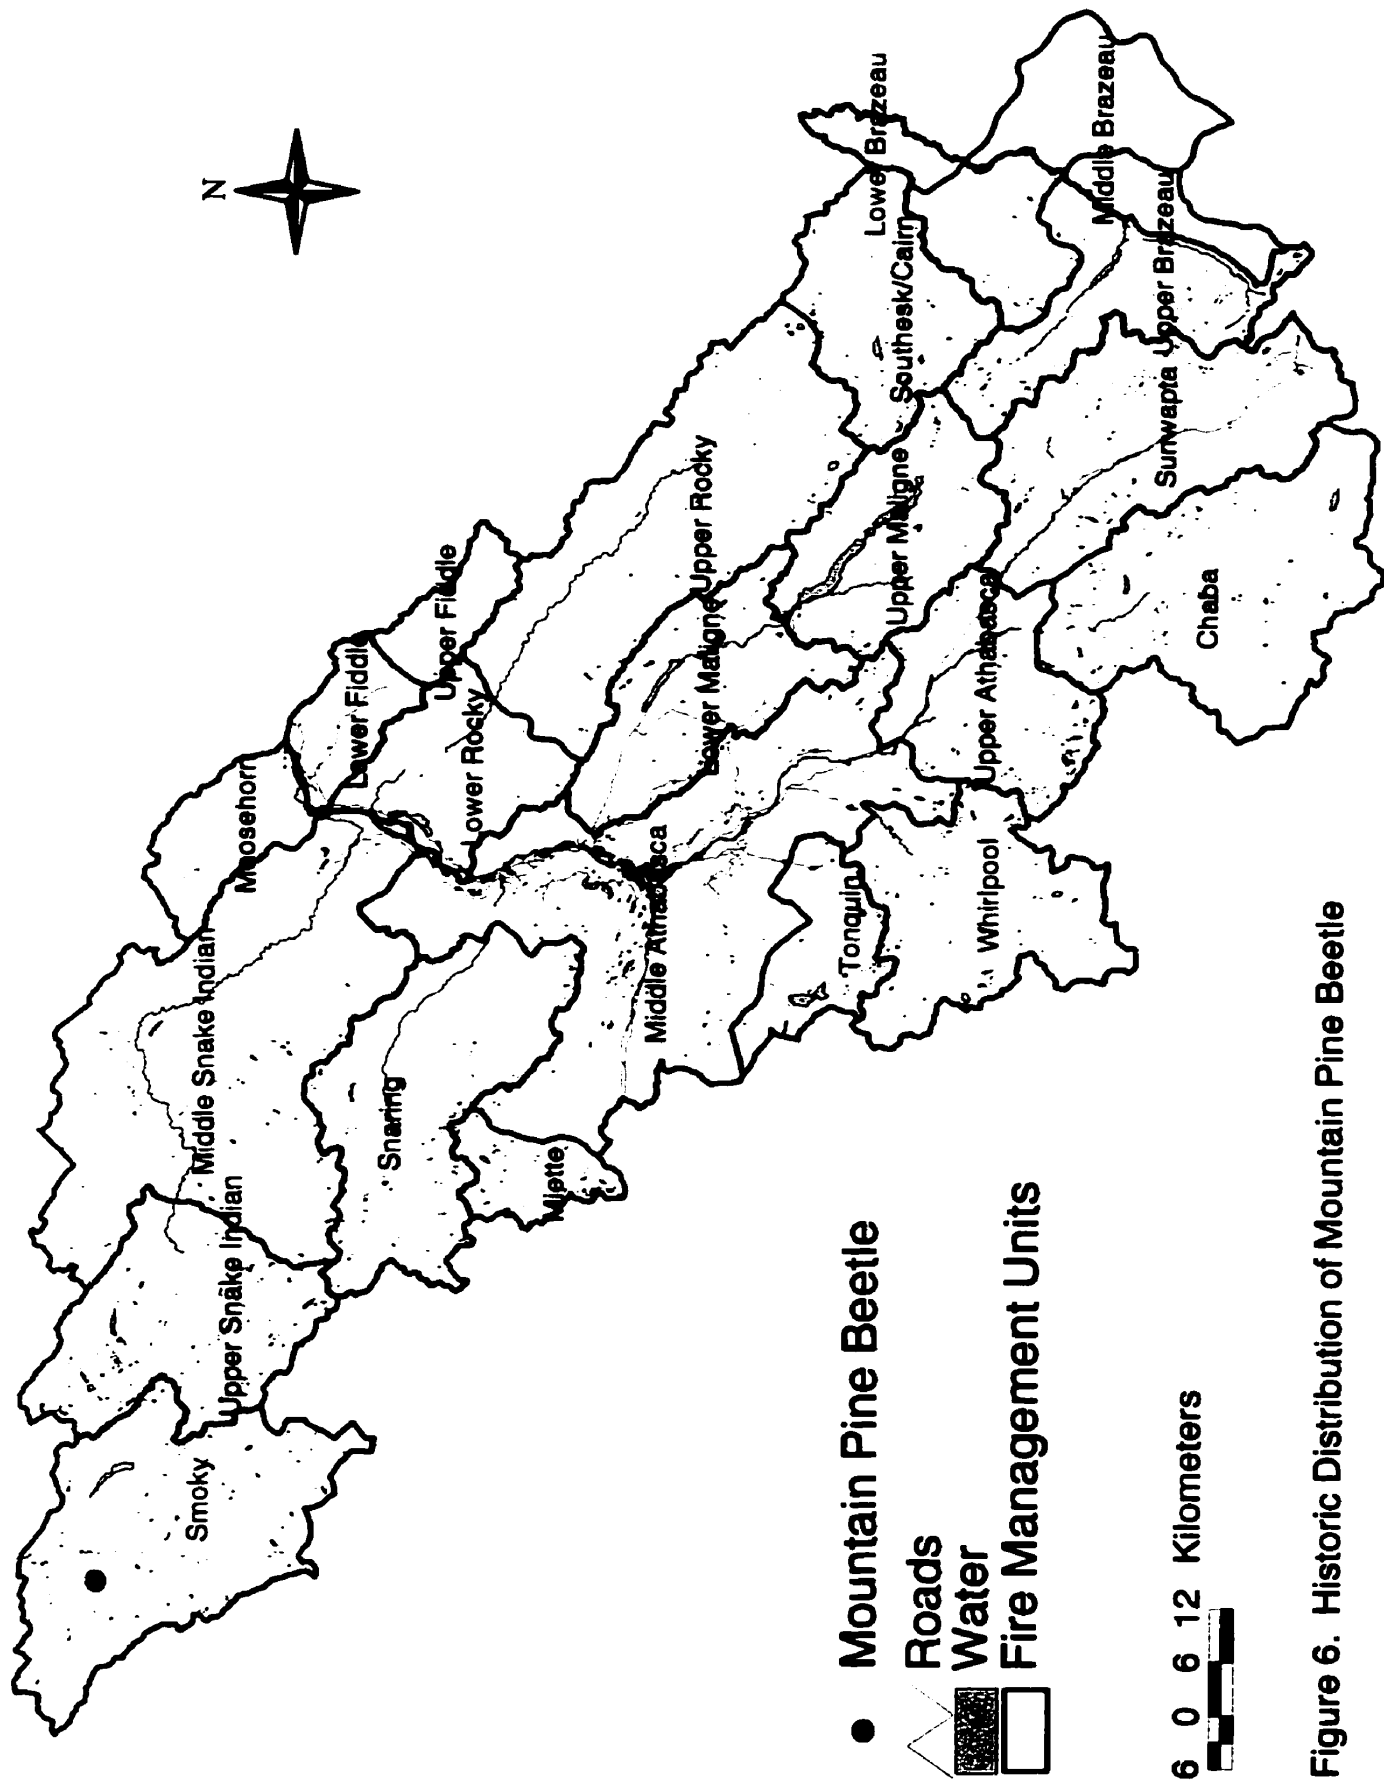 N
Smoky
Upper Snake Indian
Middle Snake Indian
Moosehorn
Snaring
Miette
Lower Fiddle
Upper Fiddle
Lower Rocky
Upper Rocky
Middle Athabasca
Lower Maligne
Upper Maligne
Southesk/Cairn
Lower Brazeau
Middle Brazeau
Upper Brazeau
Sunwapta
Tonquin
Whirlpool
Upper Athabasca
Chaba
Mountain Pine Beetle
Roads
Water
Fire Management Units
6 0 6 12 Kilometers
Figure 6. Historic Distribution of Mountain Pine Beetle